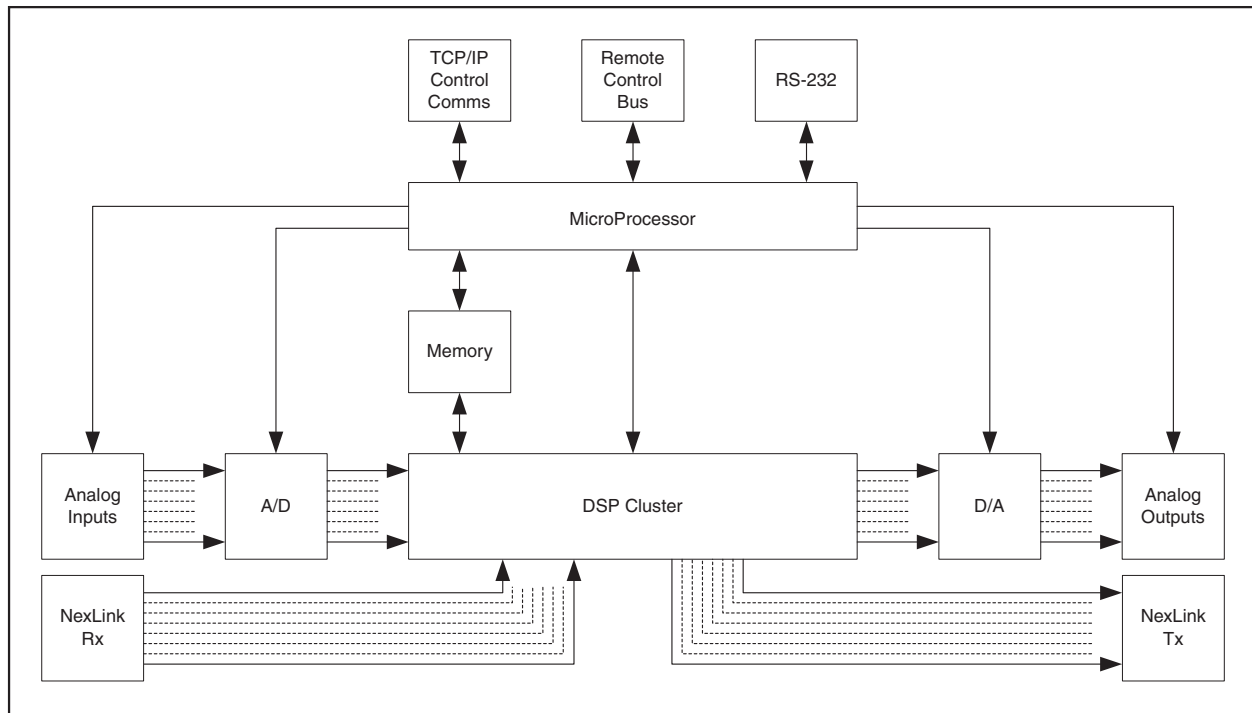 TCP/IP
Control
Comms
Remote
Control
Bus
RS-232
MicroProcessor
Memory
Analog
Inputs
A/D
DSP Cluster
D/A
Analog
Outputs
NexLink
Rx
NexLink
Tx